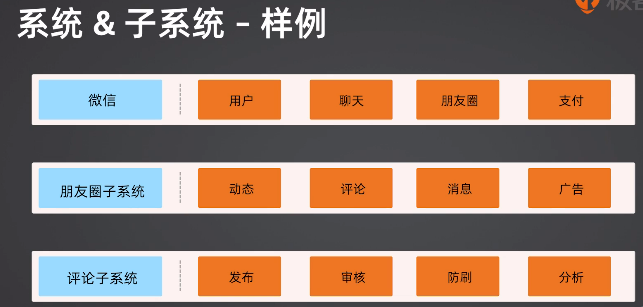 系统 & 子系统 - 样例
微信 用户 聊天 朋友圈 支付
朋友圈子系统 动态 评论 消息 广告
评论子系统 发布 审核 防刷 分析